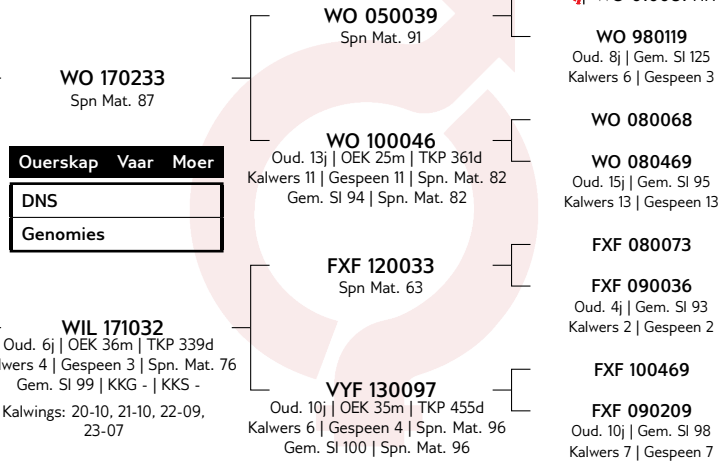 WO 050039
Spn Mat. 91
WO 980119
Oud. 8j | Gem. SI 125
Kalwers 6 | Gespeen 3
WO 170233
Spn Mat. 87
WO 080068
WO 100046
Oud. 13j | OEK 25m | TKP 361d
Kalwers 11 | Gespeen 11 | Spn. Mat. 82
Gem. SI 94 | Spn. Mat. 82
WO 080469
Oud. 15j | Gem. SI 95
Kalwers 13 | Gespeen 13
Ouerskap Vaar Moer
DNS
Genomies
FXF 080073
FXF 120033
Spn Mat. 63
FXF 090036
Oud. 4j | Gem. SI 93
Kalwers 2 | Gespeen 2
WIL 171032
Oud. 6j | OEK 36m | TKP 339d
lwers 4 | Gespeen 3 | Spn. Mat. 76
Gem. SI 99 | KKG - | KKS -
Kalwings: 20-10, 21-10, 22-09,
23-07
FXF 100469
VYF 130097
Oud. 10j | OEK 35m | TKP 455d
Kalwers 6 | Gespeen 4 | Spn. Mat. 96
Gem. SI 100 | Spn. Mat. 96
FXF 090209
Oud. 10j | Gem. SI 98
Kalwers 7 | Gespeen 7